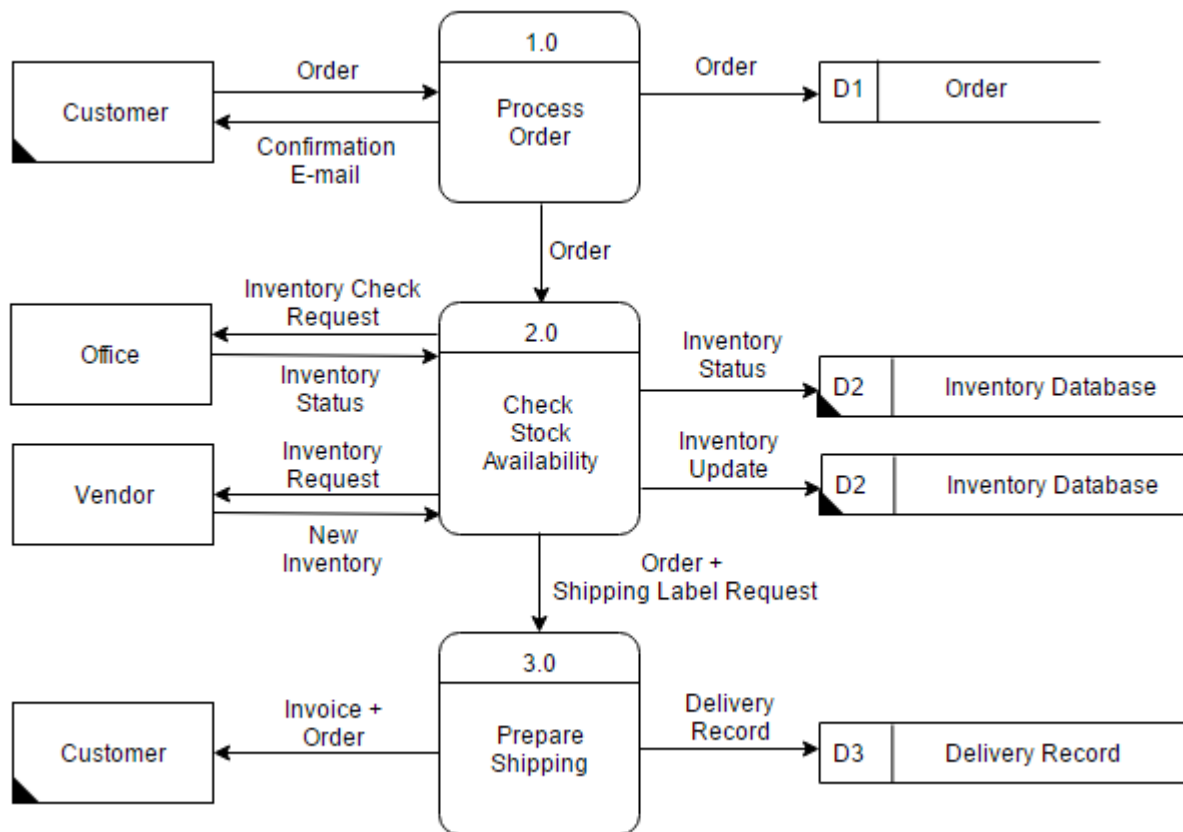 1.0
Order
Order
D1
Order
Customer
Process
Order
Confirmation
E-mail
Order
Inventory Check
Request
2.0
Office
Inventory
Status
Inventory
Status
D2
Inventory Database
Check
Stock
Availability
Inventory
Request
Inventory
Update
Vendor
D2
Inventory Database
New
Inventory
Order +
Shipping Label Request
3.0
Invoice +
Order
Delivery
Record
Customer
Prepare
Shipping
D3
Delivery Record